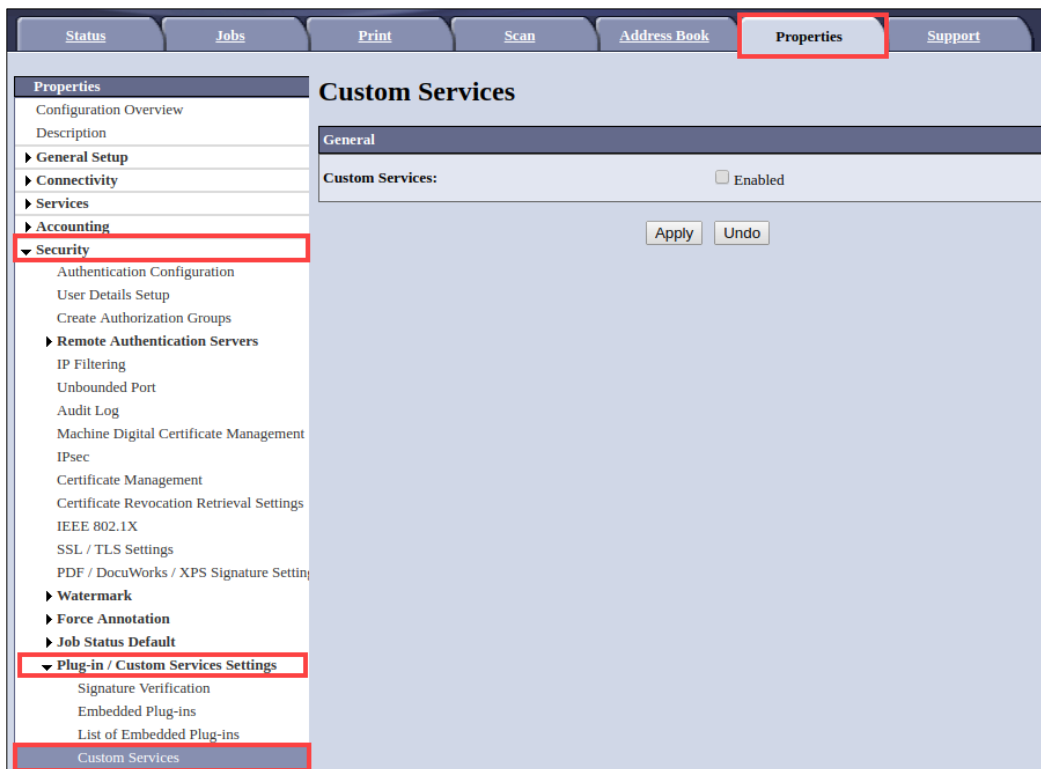 Status Jobs Print Scan Address Book Properties Support
Properties
Configuration Overview
Description
General Setup
Connectivity
Services
Accounting
Security
Authentication Configuration
User Details Setup
Create Authorization Groups
Remote Authentication Servers
IP Filtering
Unbounded Port
Audit Log
Machine Digital Certificate Management
IPsec
Certificate Management
Certificate Revocation Retrieval Settings
IEEE 802.1X
SSL / TLS Settings
PDF / DocuWorks / XPS Signature Setting
Watermark
Force Annotation
Job Status Default
Plug-in / Custom Services Settings
Signature Verification
Embedded Plug-ins
List of Embedded Plug-ins
Custom Services
Custom Services
General
Custom Services: Enabled
Apply Undo